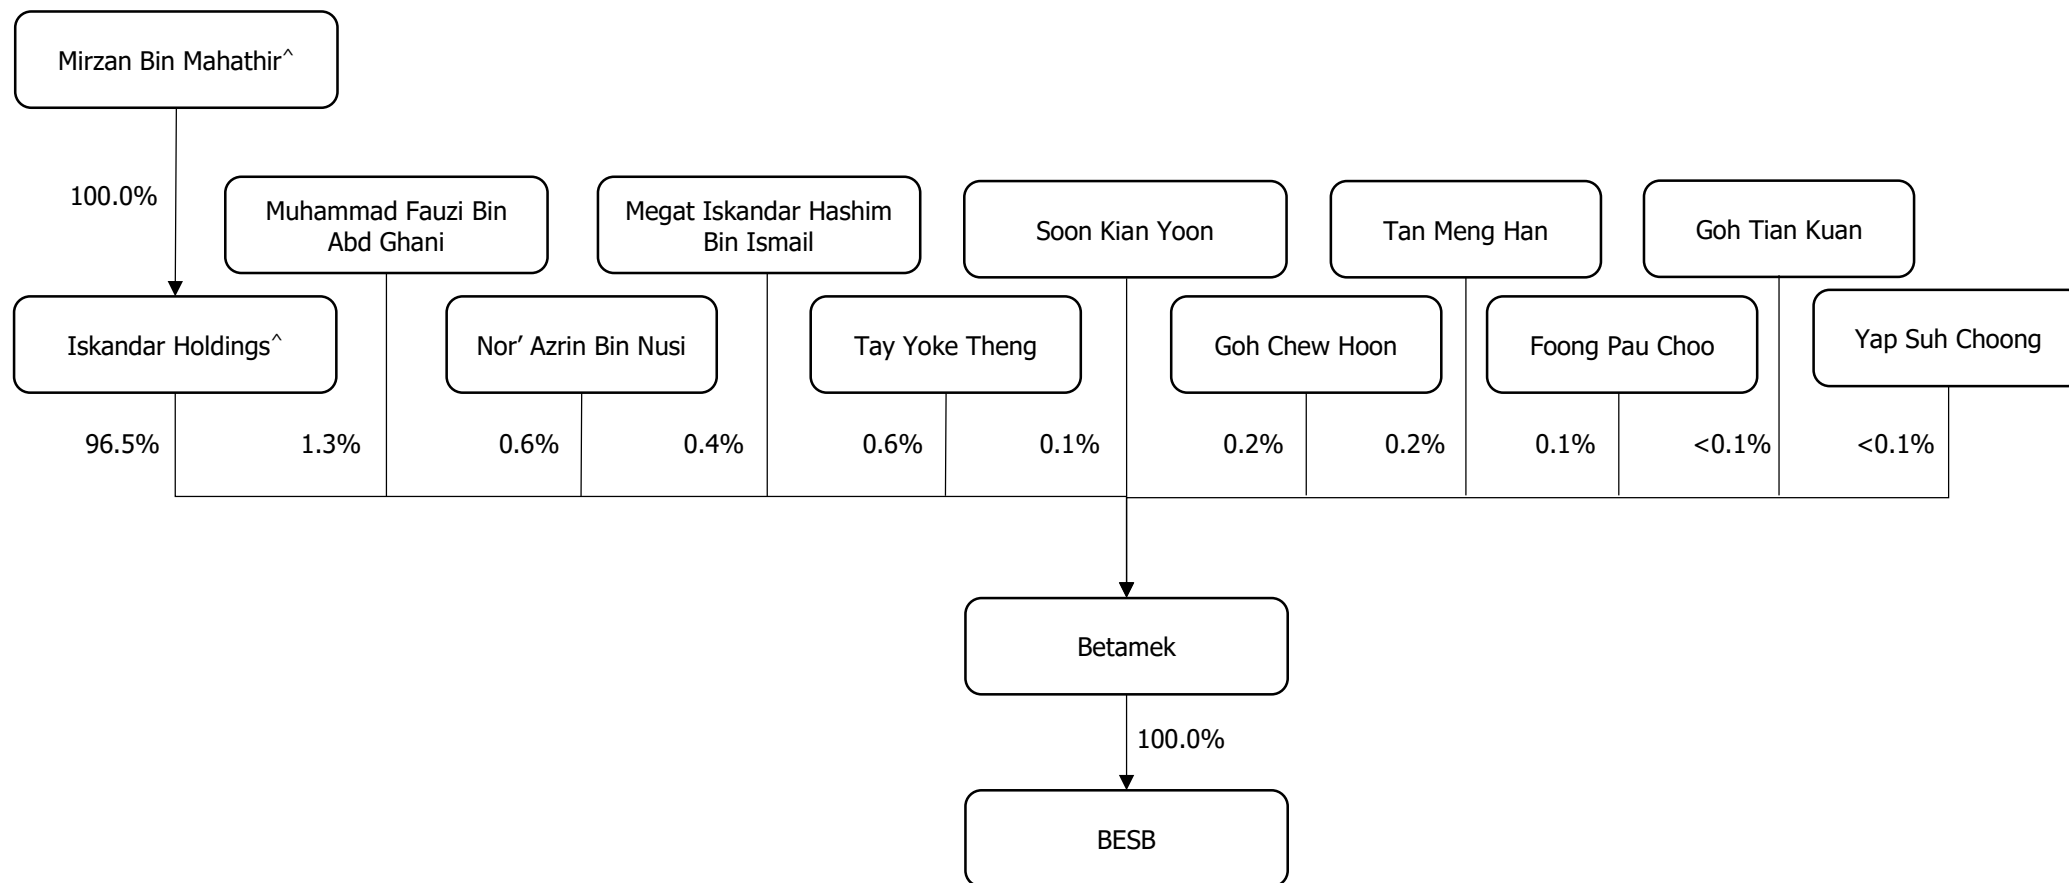 Mirzan Bin Mahathir^
100.0%
Muhammad Fauzi Bin
Abd Ghani
Megat Iskandar Hashim
Bin Ismail
Soon Kian Yoon
Tan Meng Han
Goh Tian Kuan
Iskandar Holdings^
Nor’ Azrin Bin Nusi
Tay Yoke Theng
Goh Chew Hoon
Foong Pau Choo
Yap Suh Choong
96.5%
1.3%
0.6%
0.4%
0.6%
0.1%
0.2%
0.2%
0.1%
<0.1%
<0.1%
Betamek
100.0%
BESB